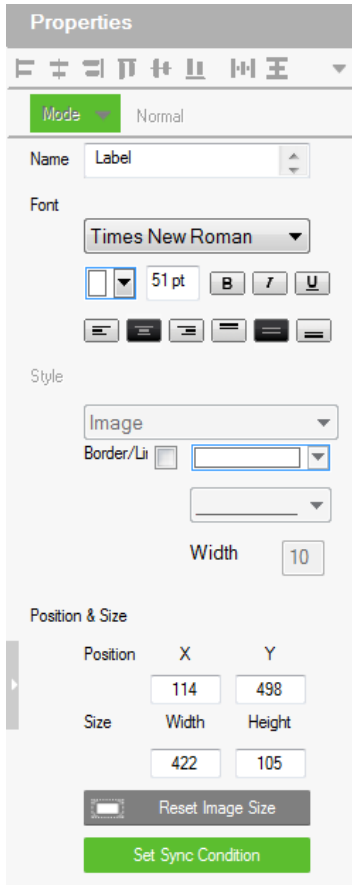 Properties
Mode Normal
Name Label
Font
Times New Roman
51 pt B I U
Style
Image
Border/Lii
Width 10
Position & Size
Position X Y
114 498
Size Width Height
422 105
Reset Image Size
Set Sync Condition